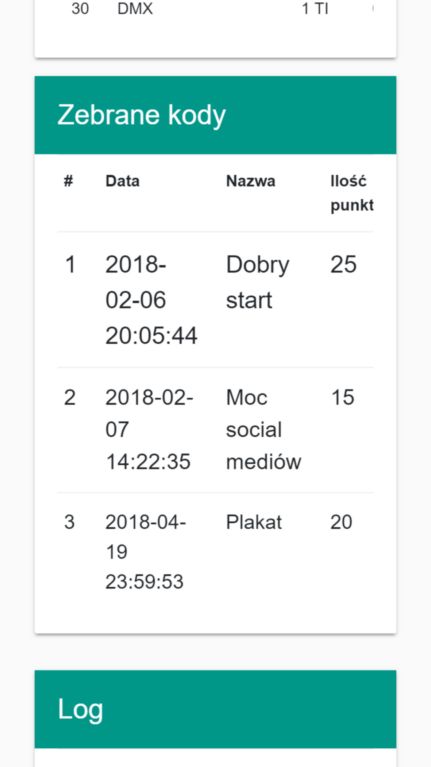 30 DMX 1 TI
Zebrane kody
# Data Nazwa Ilość
punkt
1 2018- Dobry 25
02-06 start
20:05:44
2 2018-02- Moc 15
07 social
14:22:35 mediów
3 2018-04- Plakat 20
19
23:59:53
Log